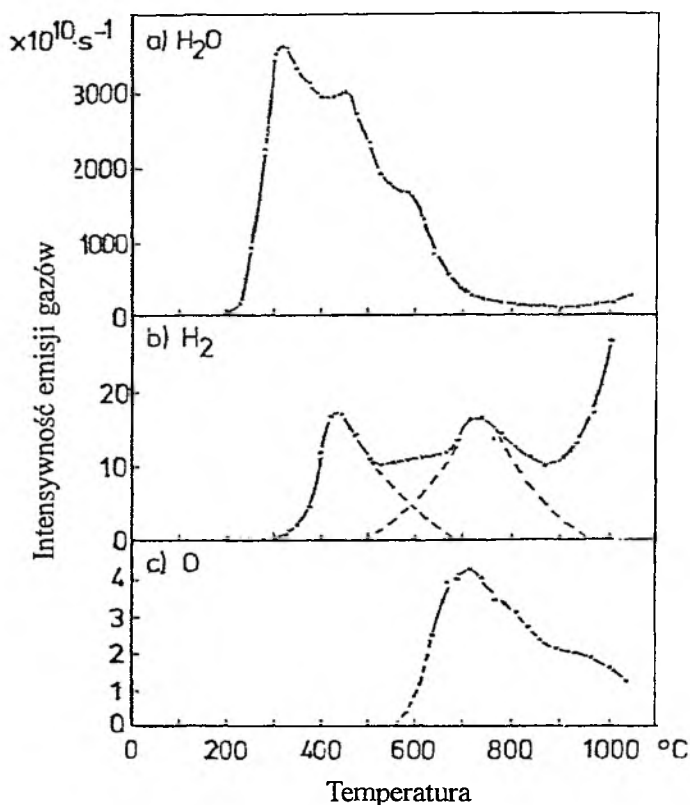 ×10¹⁰·s⁻¹
a) H₂O
3000
2000
1000
0
b) H₂
20
10
0
c) O
4
3
2
1
0
0 200 400 600 800 1000 °C
Temperatura
Intensywność emisji gazów